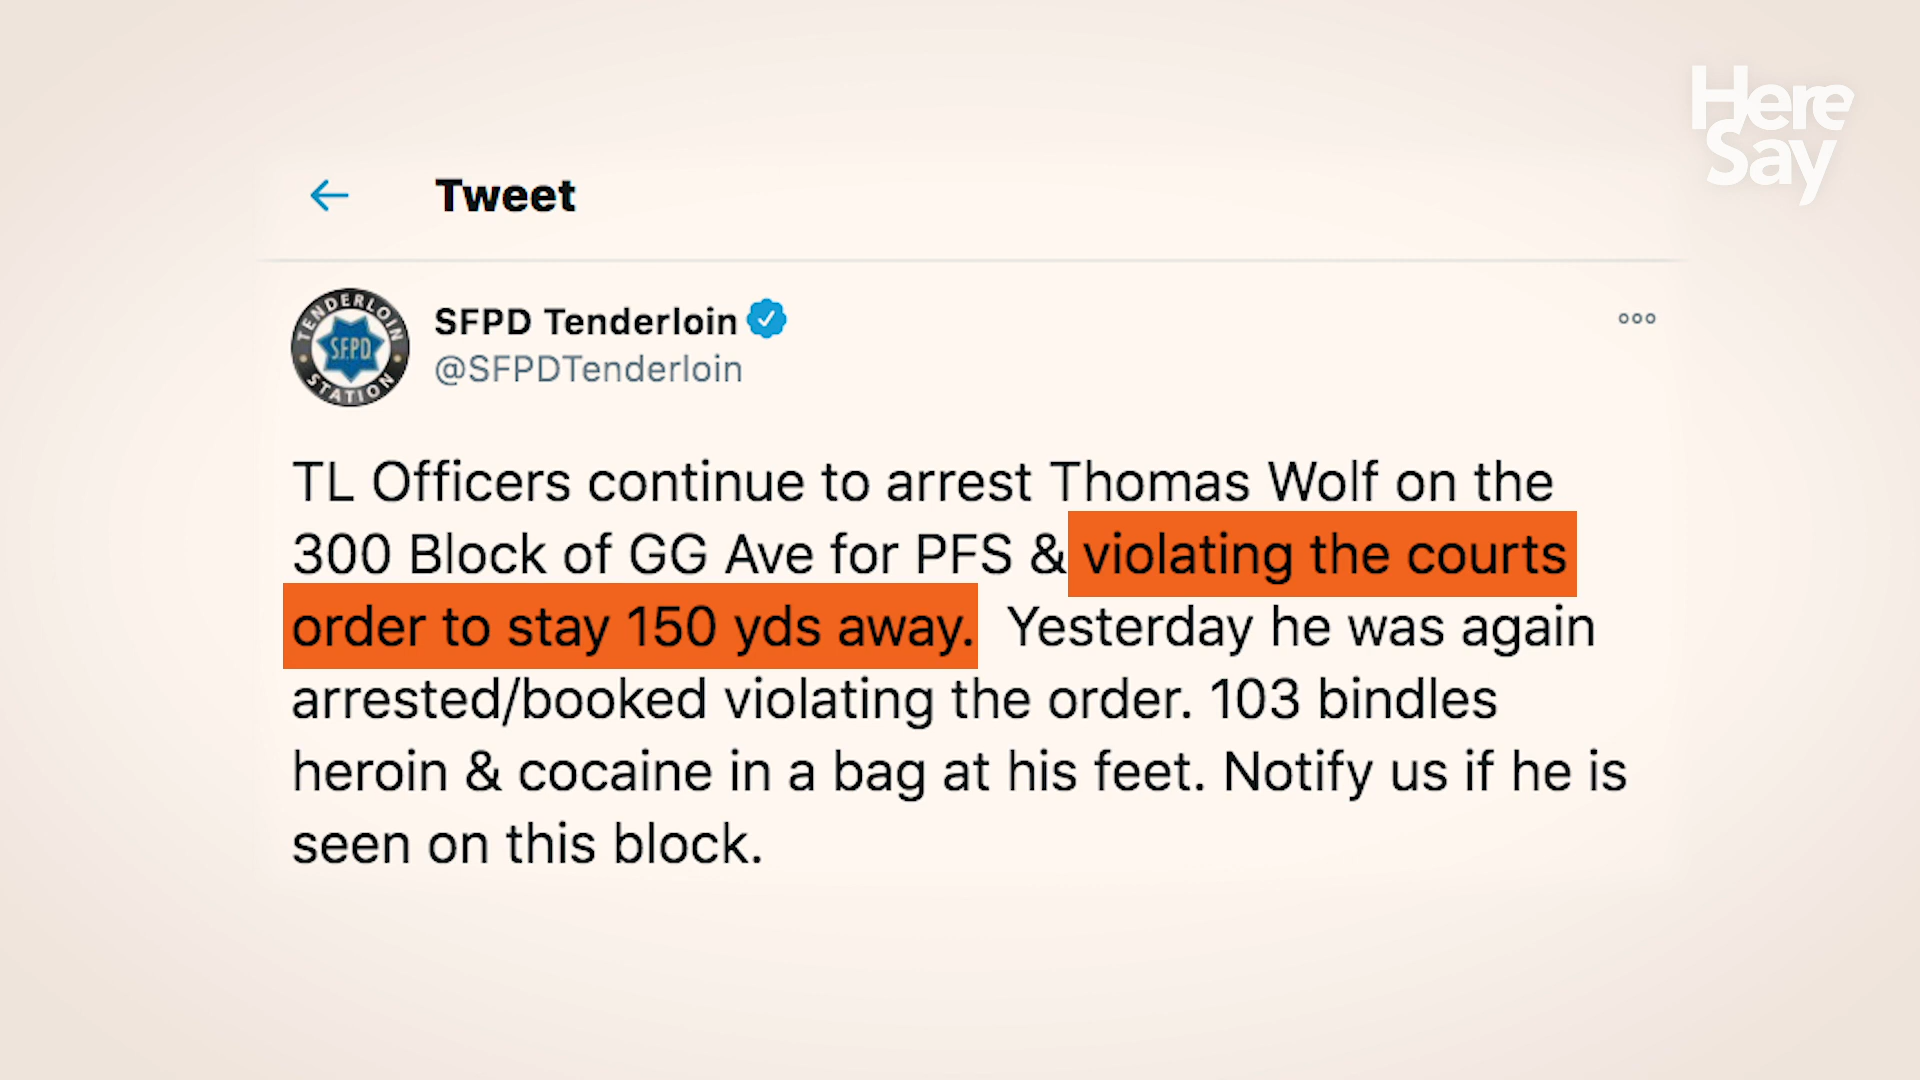 Here
Say
Tweet
TENDERLOIN
S.F.P.D.
STATION
SFPD Tenderloin
@SFPDTenderloin
TL Officers continue to arrest Thomas Wolf on the
300 Block of GG Ave for PFS & violating the courts
order to stay 150 yds away. Yesterday he was again
arrested/booked violating the order. 103 bindles
heroin & cocaine in a bag at his feet. Notify us if he is
seen on this block.